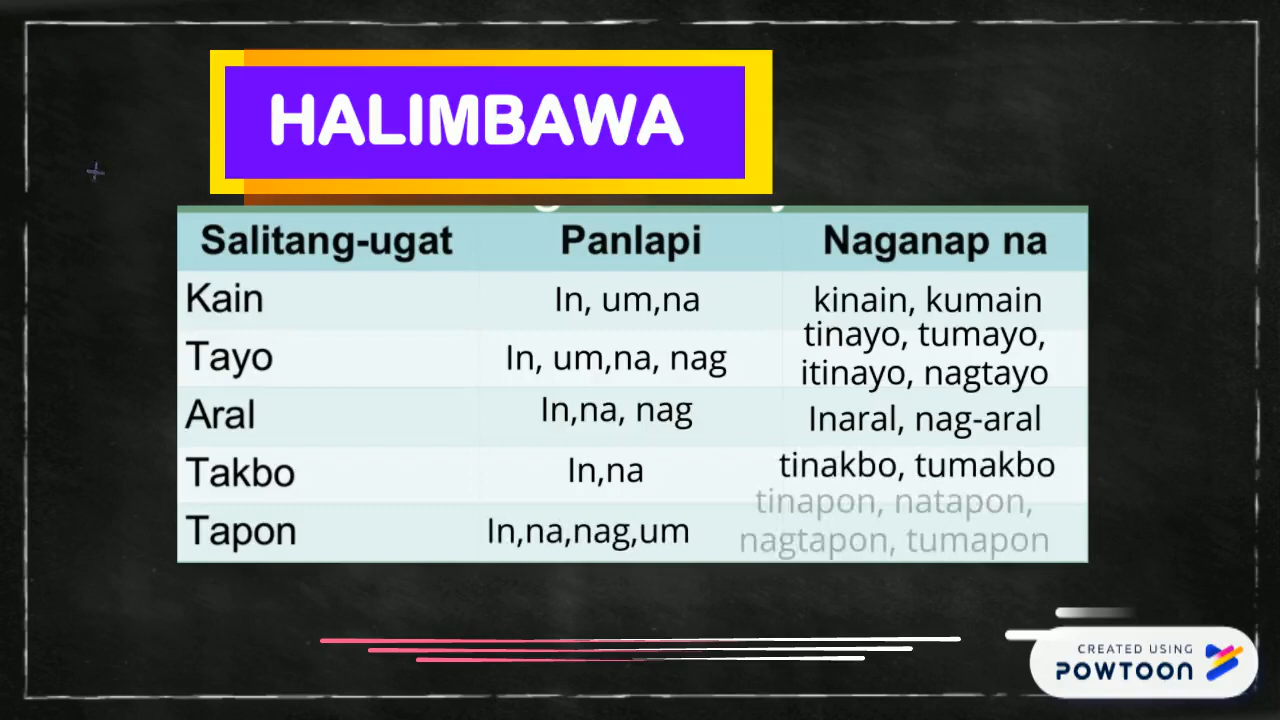 HALIMBAWA
Salitang-ugat Panlapi Naganap na
Kain In, um,na kinain, kumain
Tayo In, um,na, nag tinayo, tumayo,
itinayo, nagtayo
Aral In,na, nag Inaral, nag-aral
Takbo In,na tinakbo, tumakbo
Tapon In,na,nag,um tinapon, natapon,
nagtapon, tumapon
CREATED USING
POWTOON